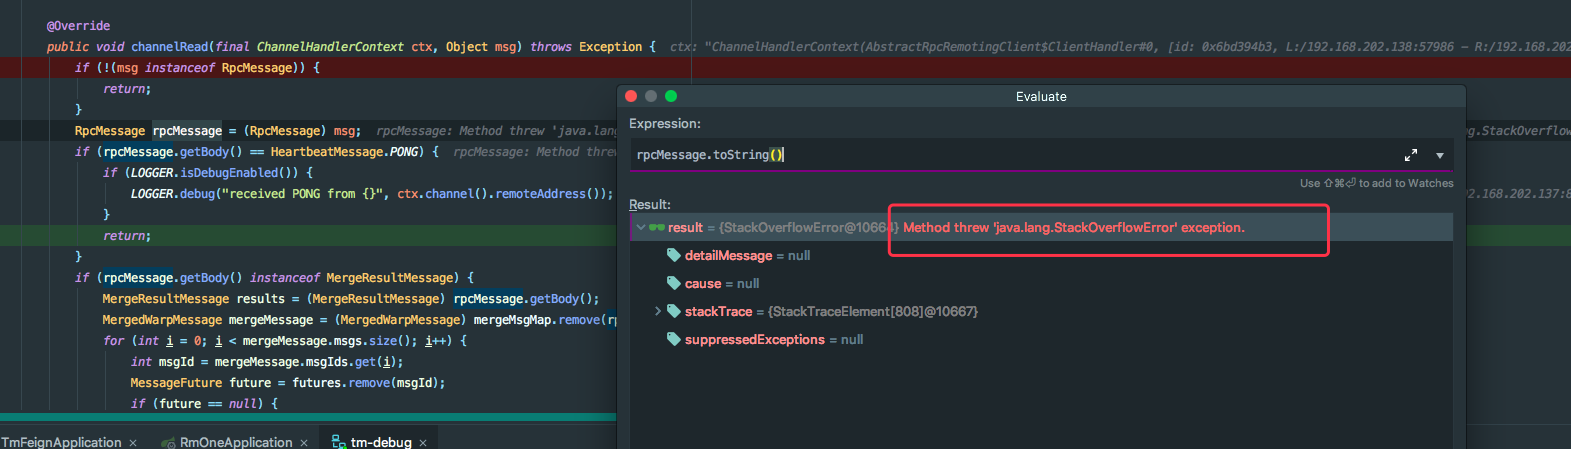 @Override
public void channelRead(final ChannelHandlerContext ctx, Object msg) throws Exception {  ctx: "ChannelHandlerContext(AbstractRpcRemotingClient$ClientHandler#0, [id: 0x6bd394b3, L:/192.168.202.138:57986 – R:/192.168.202
if (!(msg instanceof RpcMessage)) {
return;
}
RpcMessage rpcMessage = (RpcMessage) msg;  rpcMessage: Method threw 'java.lang
g.StackOverflow
if (rpcMessage.getBody() == HeartbeatMessage.PONG) {  rpcMessage: Method threw
if (LOGGER.isDebugEnabled()) {
LOGGER.debug("received PONG from {}", ctx.channel().remoteAddress());
92.168.202.137:8
}
return;
}
if (rpcMessage.getBody() instanceof MergeResultMessage) {
MergeResultMessage results = (MergeResultMessage) rpcMessage.getBody();
MergedWarpMessage mergeMessage = (MergedWarpMessage) mergeMsgMap.remove(rp
for (int i = 0; i < mergeMessage.msgs.size(); i++) {
int msgId = mergeMessage.msgIds.get(i);
MessageFuture future = futures.remove(msgId);
if (future == null) {
TmFeignApplication ×
RmOneApplication ×
tm-debug ×
Evaluate
Expression:
rpcMessage.toString()
Use ⇧⌘⏎ to add to Watches
Result:
result = {StackOverflowError@10664} Method threw 'java.lang.StackOverflowError' exception.
detailMessage = null
cause = null
stackTrace = {StackTraceElement[808]@10667}
suppressedExceptions = null